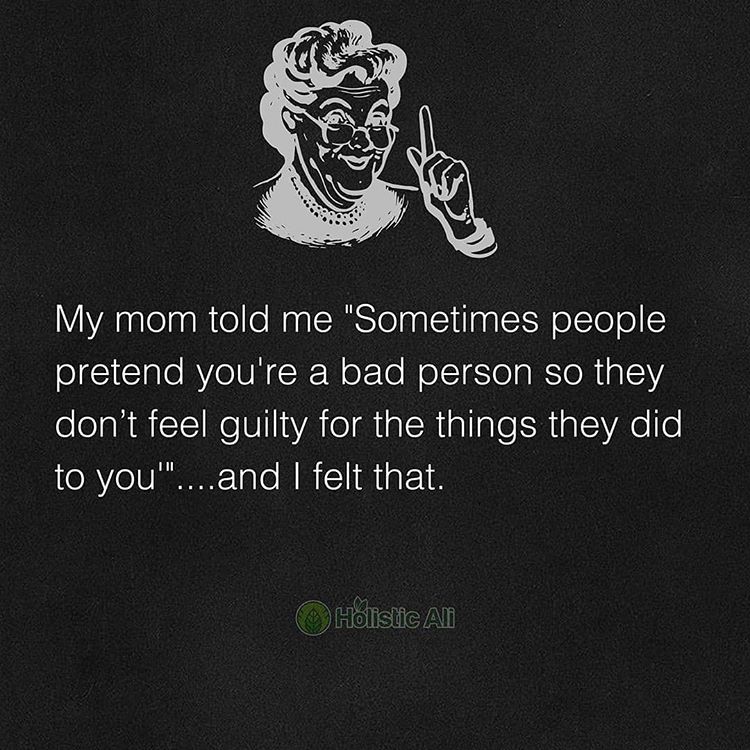 My mom told me "Sometimes people
pretend you're a bad person so they
don’t feel guilty for the things they did
to you'"....and I felt that.
Holistic Ali